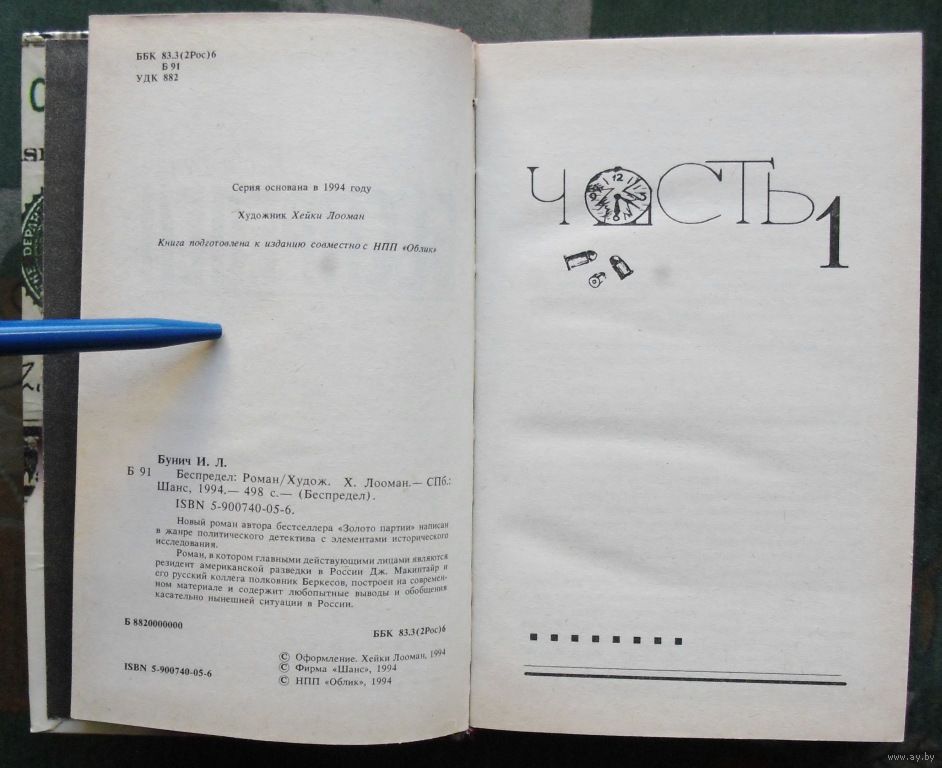 ББК 83.3(2Рос)6
Б 91
УДК 882
Серия основана в 1994 году
Художник Хейки Лооман
Книга подготовлена к изданию совместно с НПП «Облик»
Бунич И. Л.
Б 91
Беспредел: Роман/Худож. Х. Лооман.— СПб.:
Шанс, 1994.— 498 с.— (Беспредел).
ISBN 5-900740-05-6.
Новый роман автора бестселлера «Золото партии» написан
в жанре политического детектива с элементами исторического
исследования.
Роман, в котором главными действующими лицами являются
резидент американской разведки в России Дж. Макинтайр и
его русский коллега полковник Беркесов, построен на современ-
ном материале и содержит любопытные выводы и обобщения
касательно нынешней ситуации в России.
Б 8820000000
ББК 83.3(2Рос)6
ISBN 5-900740-05-6
© Оформление. Хейки Лооман, 1994
© Фирма «Шанс», 1994
© НПП «Облик», 1994
ЧАСТЬ 1
12
9
3
6
www.ay.by